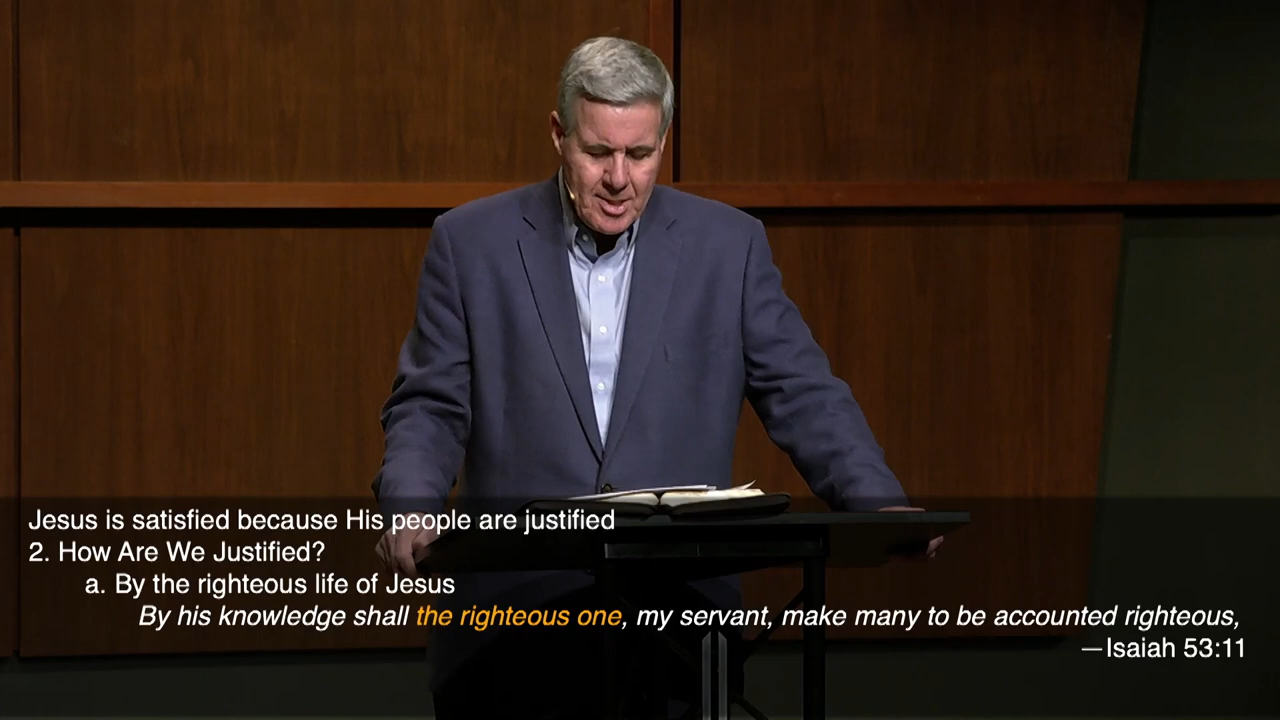 Jesus is satisfied because His people are justified
2. How Are We Justified?
a. By the righteous life of Jesus
By his knowledge shall the righteous one, my servant, make many to be accounted righteous,
—Isaiah 53:11